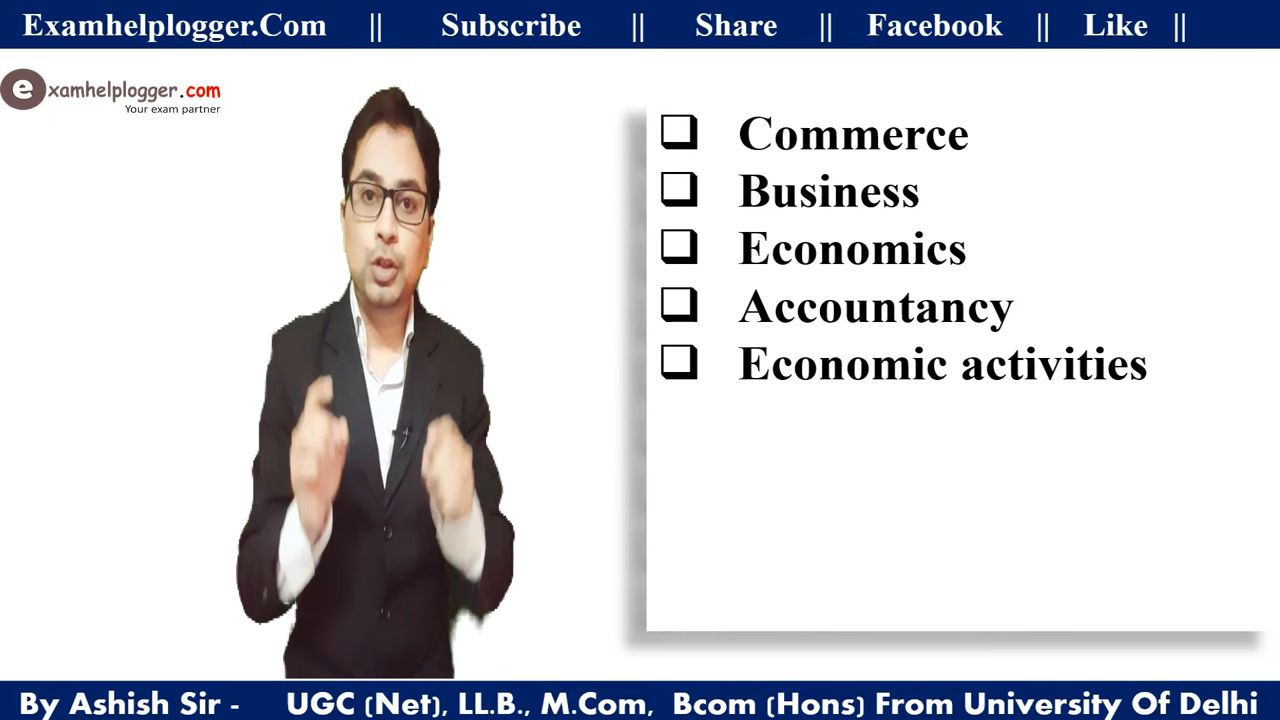 Examhelplogger.Com || Subscribe || Share || Facebook || Like ||
examhelplogger.com
Your exam partner
Commerce
Business
Economics
Accountancy
Economic activities
By Ashish Sir - UGC (Net), LL.B., M.Com, Bcom (Hons) From University Of Delhi